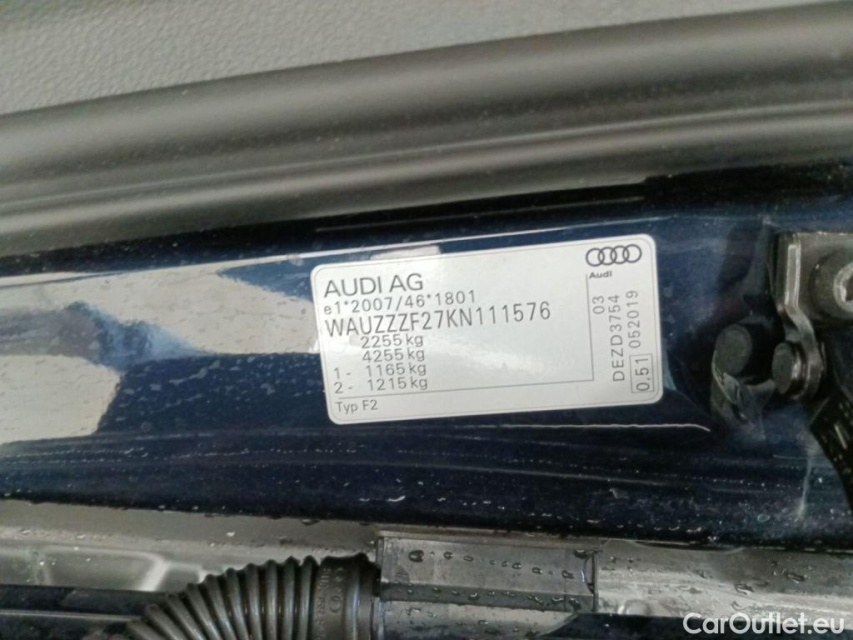 AUDI AG
Audi
e1*2007/46*1801
WAUZZZF27KN111576
2255 kg
4255 kg
1 - 1165 kg
2 - 1215 kg
Typ F2
03
DEZD3754
0,51 052019
CarOutlet.eu